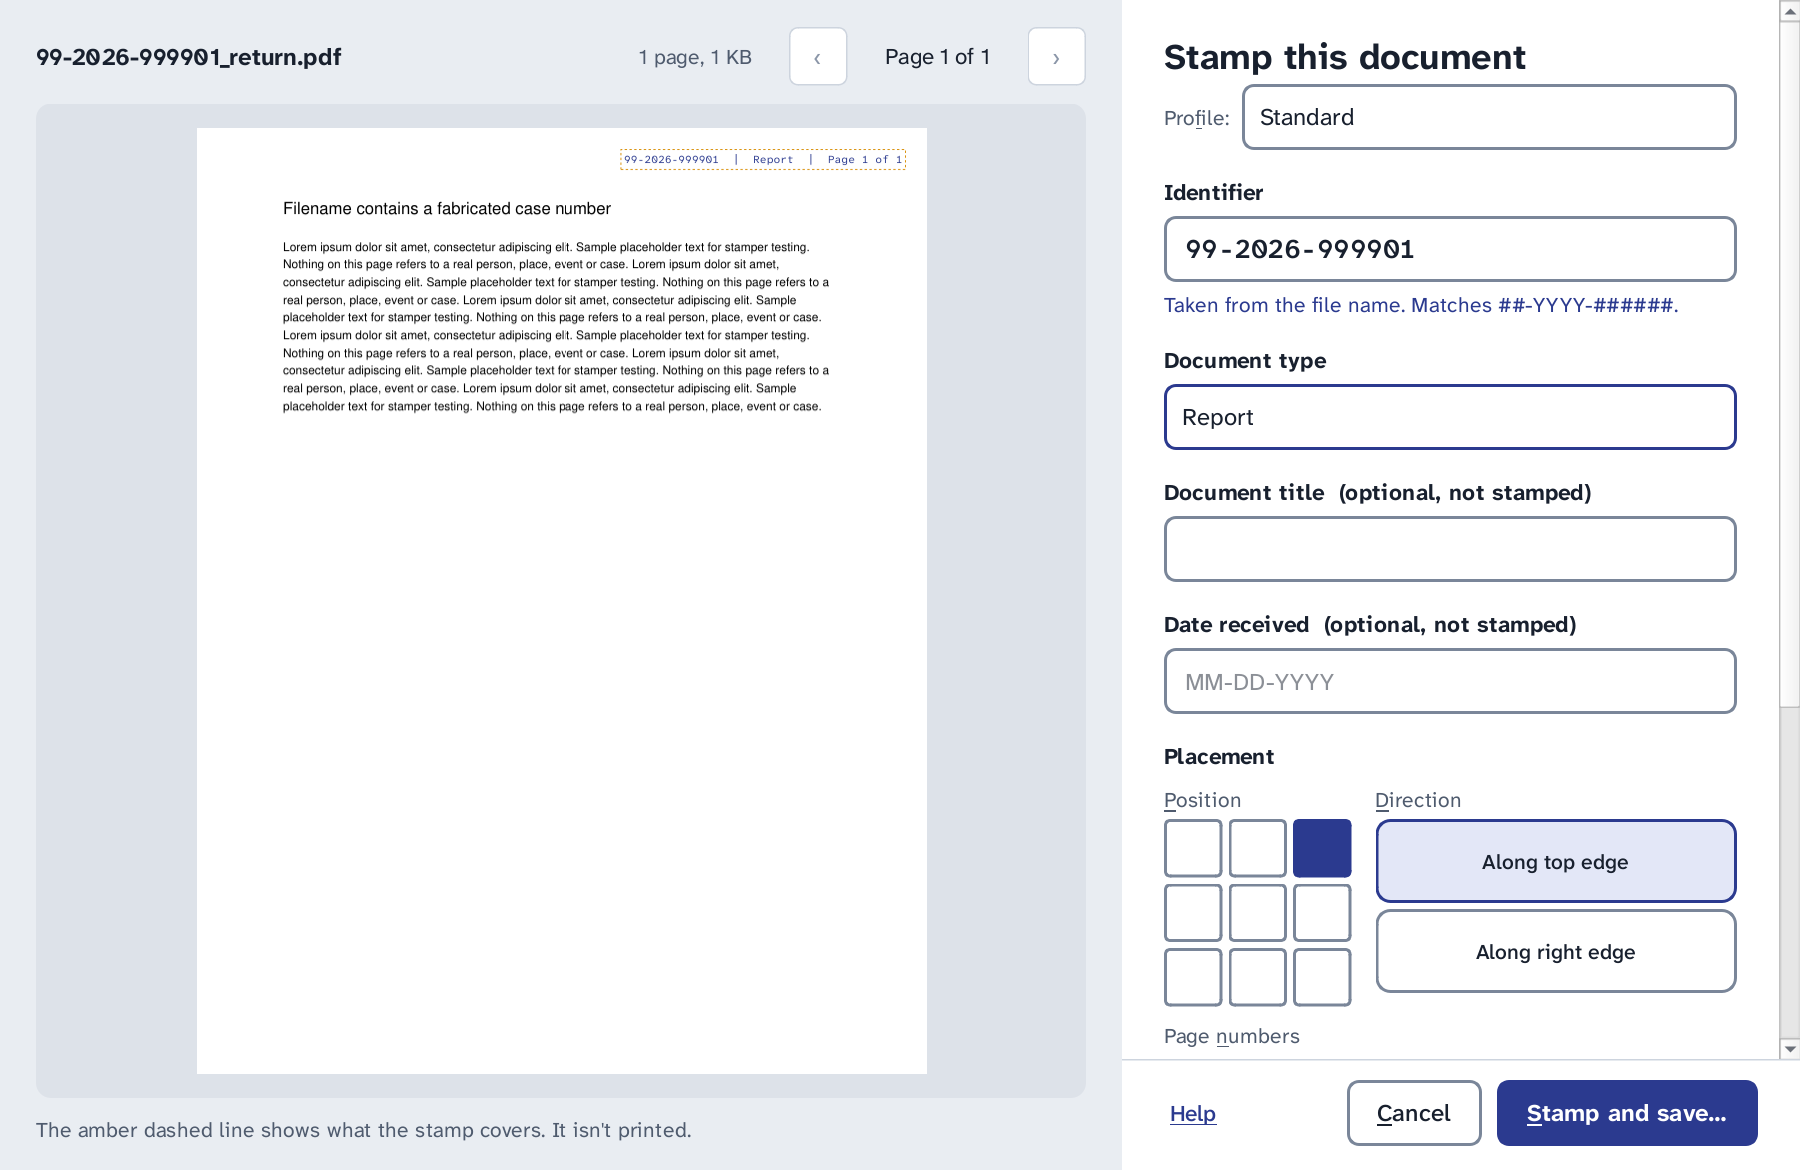 99-2026-999901_return.pdf
1 page, 1 KB
‹
Page 1 of 1
›
99-2026-999901 | Report | Page 1 of 1
Filename contains a fabricated case number
Lorem ipsum dolor sit amet, consectetur adipiscing elit. Sample placeholder text for stamper testing.
Nothing on this page refers to a real person, place, event or case. Lorem ipsum dolor sit amet,
consectetur adipiscing elit. Sample placeholder text for stamper testing. Nothing on this page refers to a
real person, place, event or case. Lorem ipsum dolor sit amet, consectetur adipiscing elit. Sample
placeholder text for stamper testing. Nothing on this page refers to a real person, place, event or case.
Lorem ipsum dolor sit amet, consectetur adipiscing elit. Sample placeholder text for stamper testing.
Nothing on this page refers to a real person, place, event or case. Lorem ipsum dolor sit amet,
consectetur adipiscing elit. Sample placeholder text for stamper testing. Nothing on this page refers to a
real person, place, event or case. Lorem ipsum dolor sit amet, consectetur adipiscing elit. Sample
placeholder text for stamper testing. Nothing on this page refers to a real person, place, event or case.
The amber dashed line shows what the stamp covers. It isn't printed.
Stamp this document
Profile: Standard
Identifier
99-2026-999901
Taken from the file name. Matches ##-YYYY-######.
Document type
Report
Document title (optional, not stamped)
Date received (optional, not stamped)
MM-DD-YYYY
Placement
Position
Direction
Along top edge
Along right edge
Page numbers
Help
Cancel
Stamp and save...